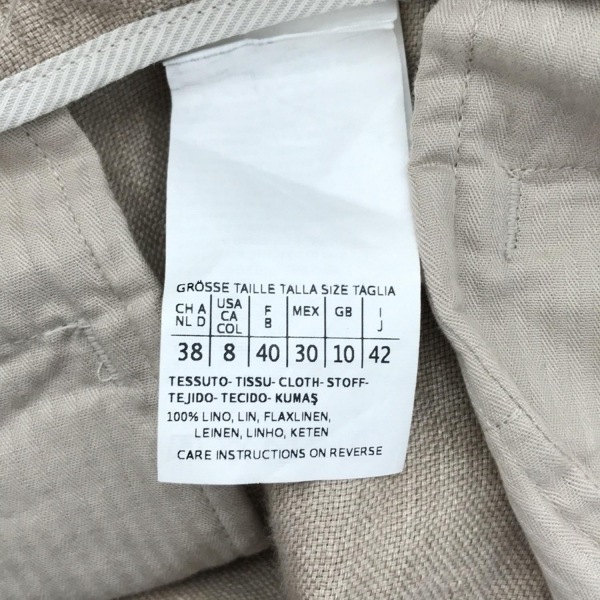 GRÖSSE TAILLE TALLA SIZE TAGLIA
CH A USA F MEX GB I
NL D CA B J
COL
38 8 40 30 10 42
TESSUTO- TISSU- CLOTH- STOFF-
TEJIDO- TECIDO- KUMAŞ
100% LINO, LIN, FLAXLINEN,
LEINEN, LINHO, KETEN
CARE INSTRUCTIONS ON REVERSE